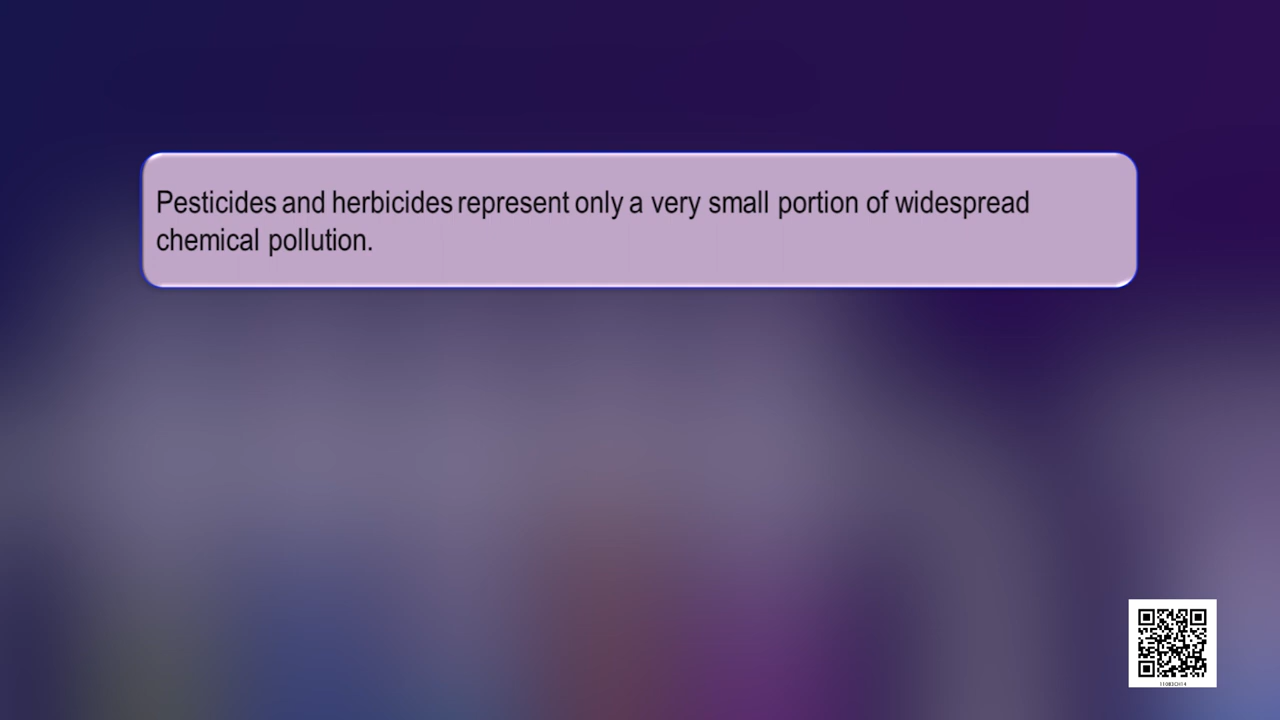 Pesticides and herbicides represent only a very small portion of widespread
chemical pollution.